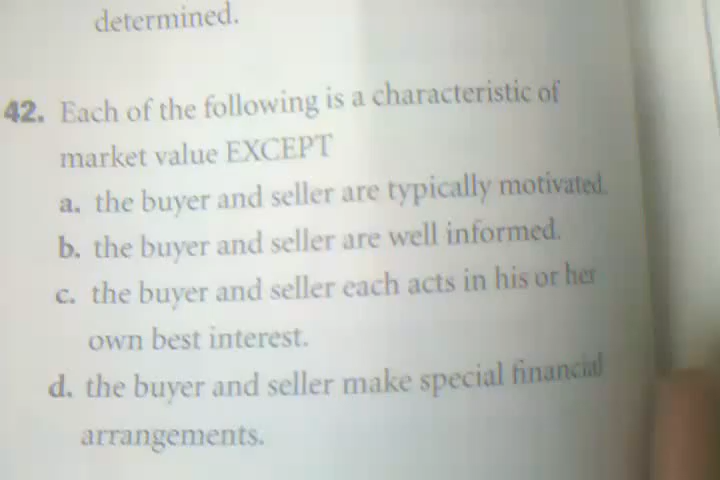 determined.
42. Each of the following is a characteristic of
market value EXCEPT
a. the buyer and seller are typically motivated.
b. the buyer and seller are well informed.
c. the buyer and seller each acts in his or her
own best interest.
d. the buyer and seller make special financial
arrangements.